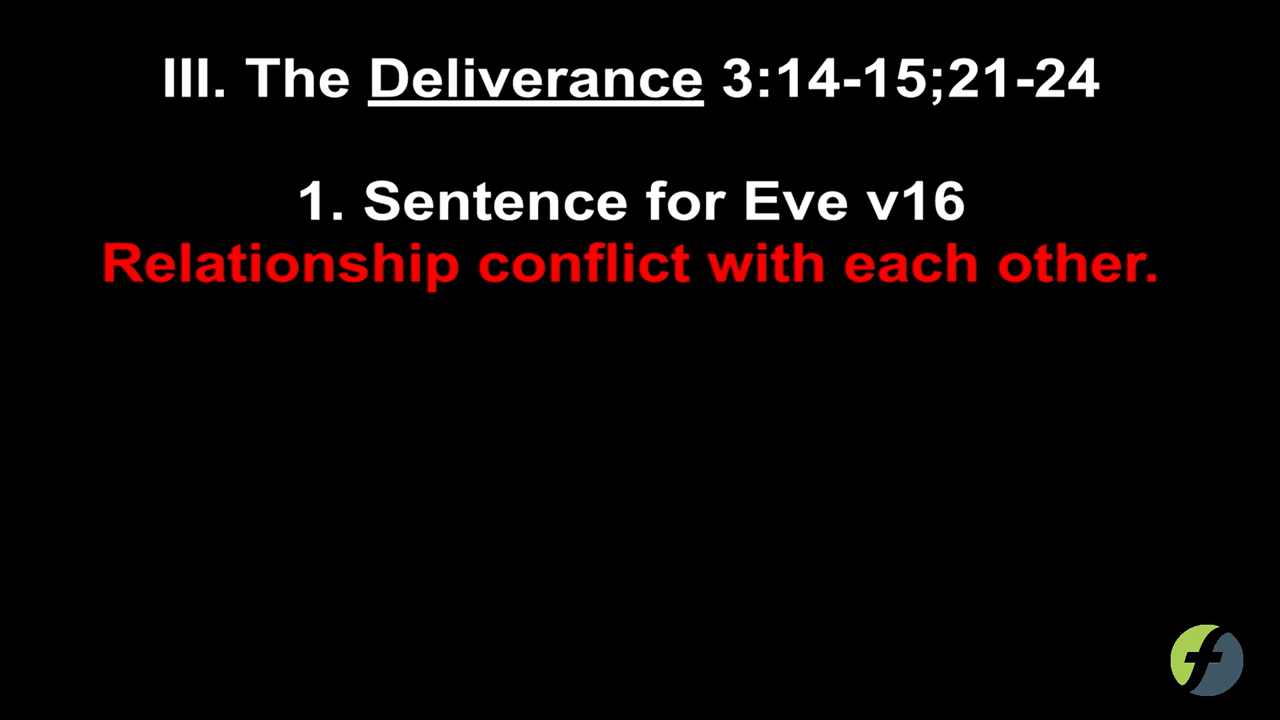 III. The Deliverance 3:14-15;21-24
1. Sentence for Eve v16
Relationship conflict with each other.